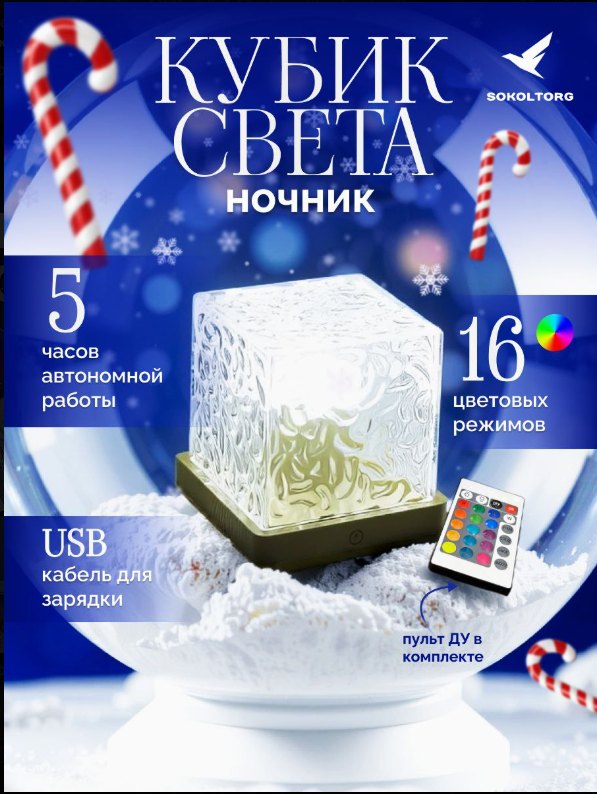 КУБИК
СВЕТА
НОЧНИК
SOKOLTORG
5
часов
автономной
работы
16
цветовых
режимов
USB
кабель для
зарядки
пульт ДУ в
комплекте